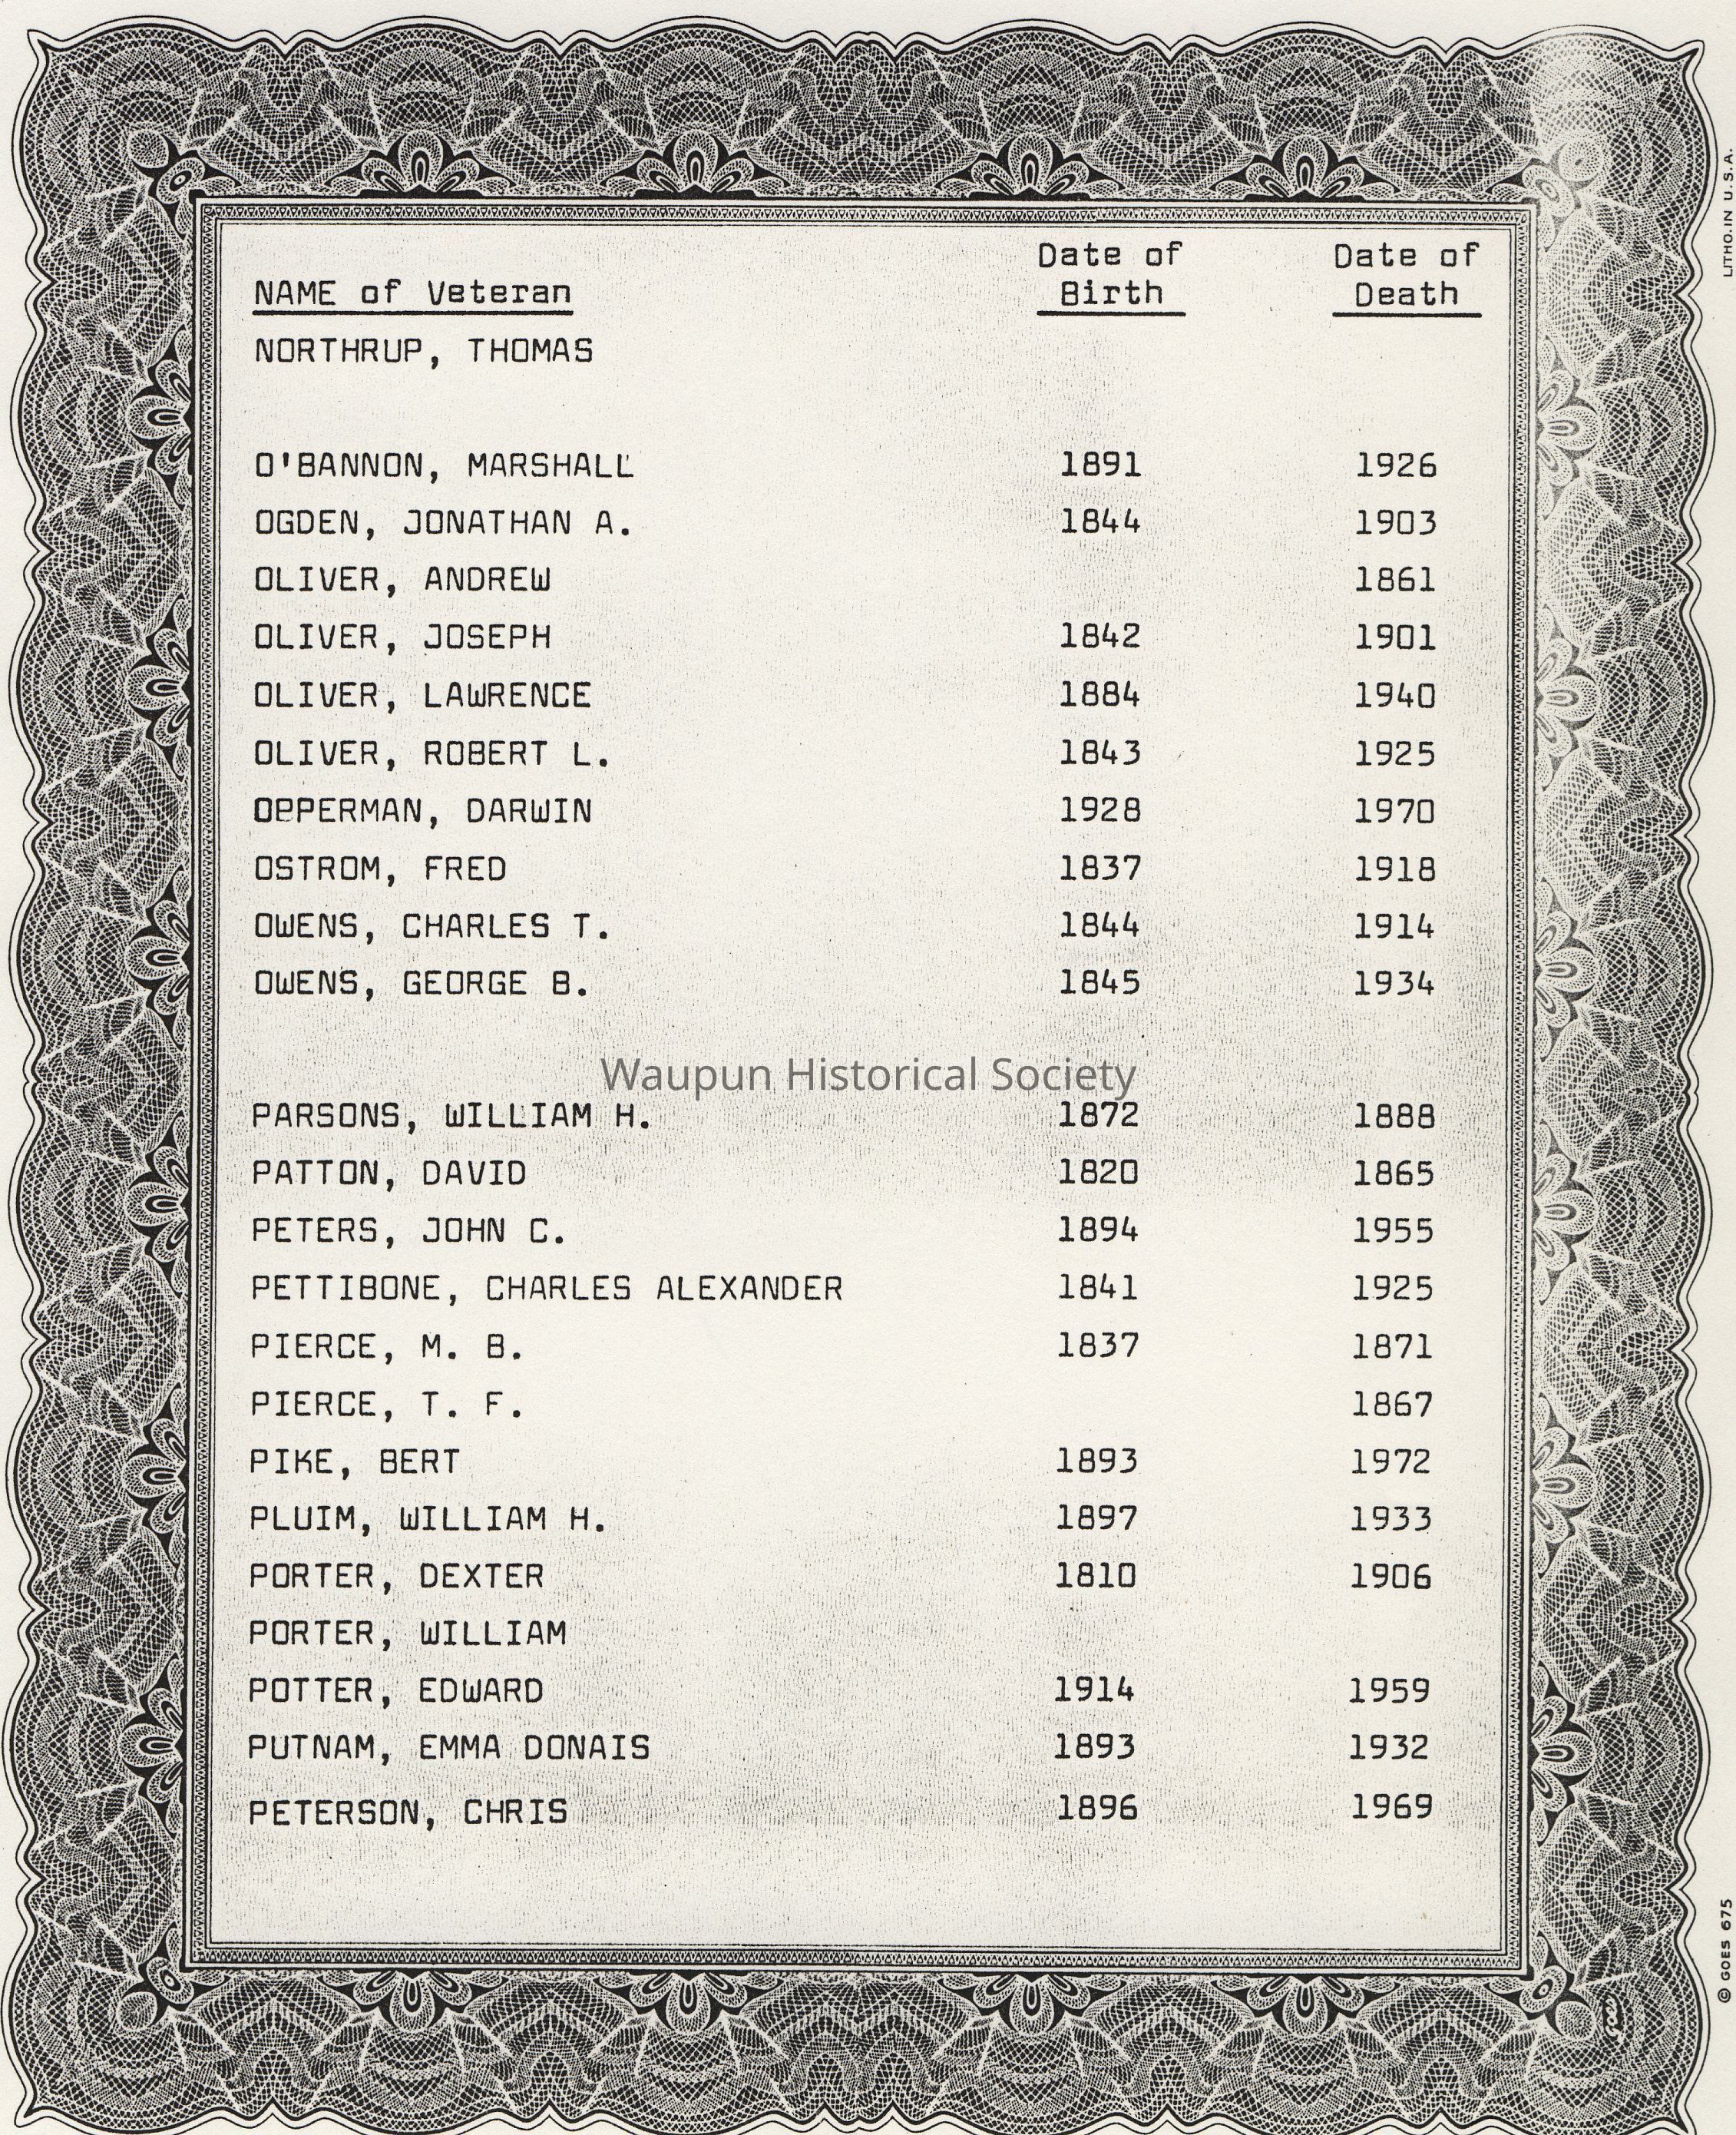 Date of Date of
NAME of Veteran Birth Death
NORTHRUP, THOMAS
O'BANNON, MARSHALL 1891 1926
OGDEN, JONATHAN A. 1844 1903
OLIVER, ANDREW 1861
OLIVER, JOSEPH 1842 1901
OLIVER, LAWRENCE 1884 1940
OLIVER, ROBERT L. 1843 1925
OPPERMAN, DARWIN 1928 1970
OSTROM, FRED 1837 1918
OWENS, CHARLES T. 1844 1914
OWENS, GEORGE B. 1845 1934
Waupun Historical Society
PARSONS, WILLIAM H. 1872 1888
PATTON, DAVID 1820 1865
PETERS, JOHN C. 1894 1955
PETTIBONE, CHARLES ALEXANDER 1841 1925
PIERCE, M. B. 1837 1871
PIERCE, T. F. 1867
PIKE, BERT 1893 1972
PLUIM, WILLIAM H. 1897 1933
PORTER, DEXTER 1810 1906
PORTER, WILLIAM
POTTER, EDWARD 1914 1959
PUTNAM, EMMA DONAIS 1893 1932
PETERSON, CHRIS 1896 1969
LITHO. IN U.S.A.
© GOES 675